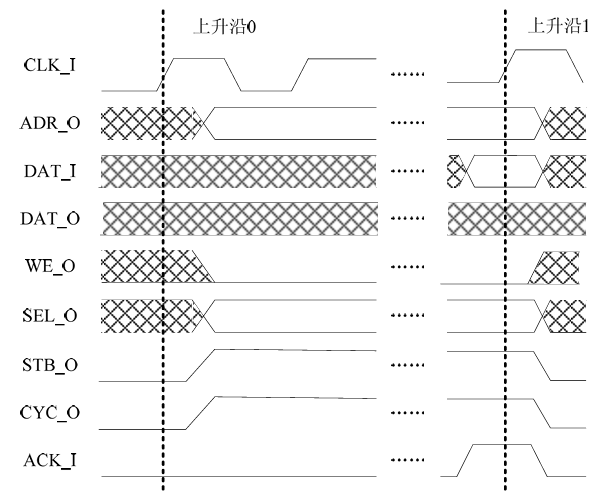 上升沿0
上升沿1
CLK_I
ADR_O
DAT_I
DAT_O
WE_O
SEL_O
STB_O
CYC_O
ACK_I